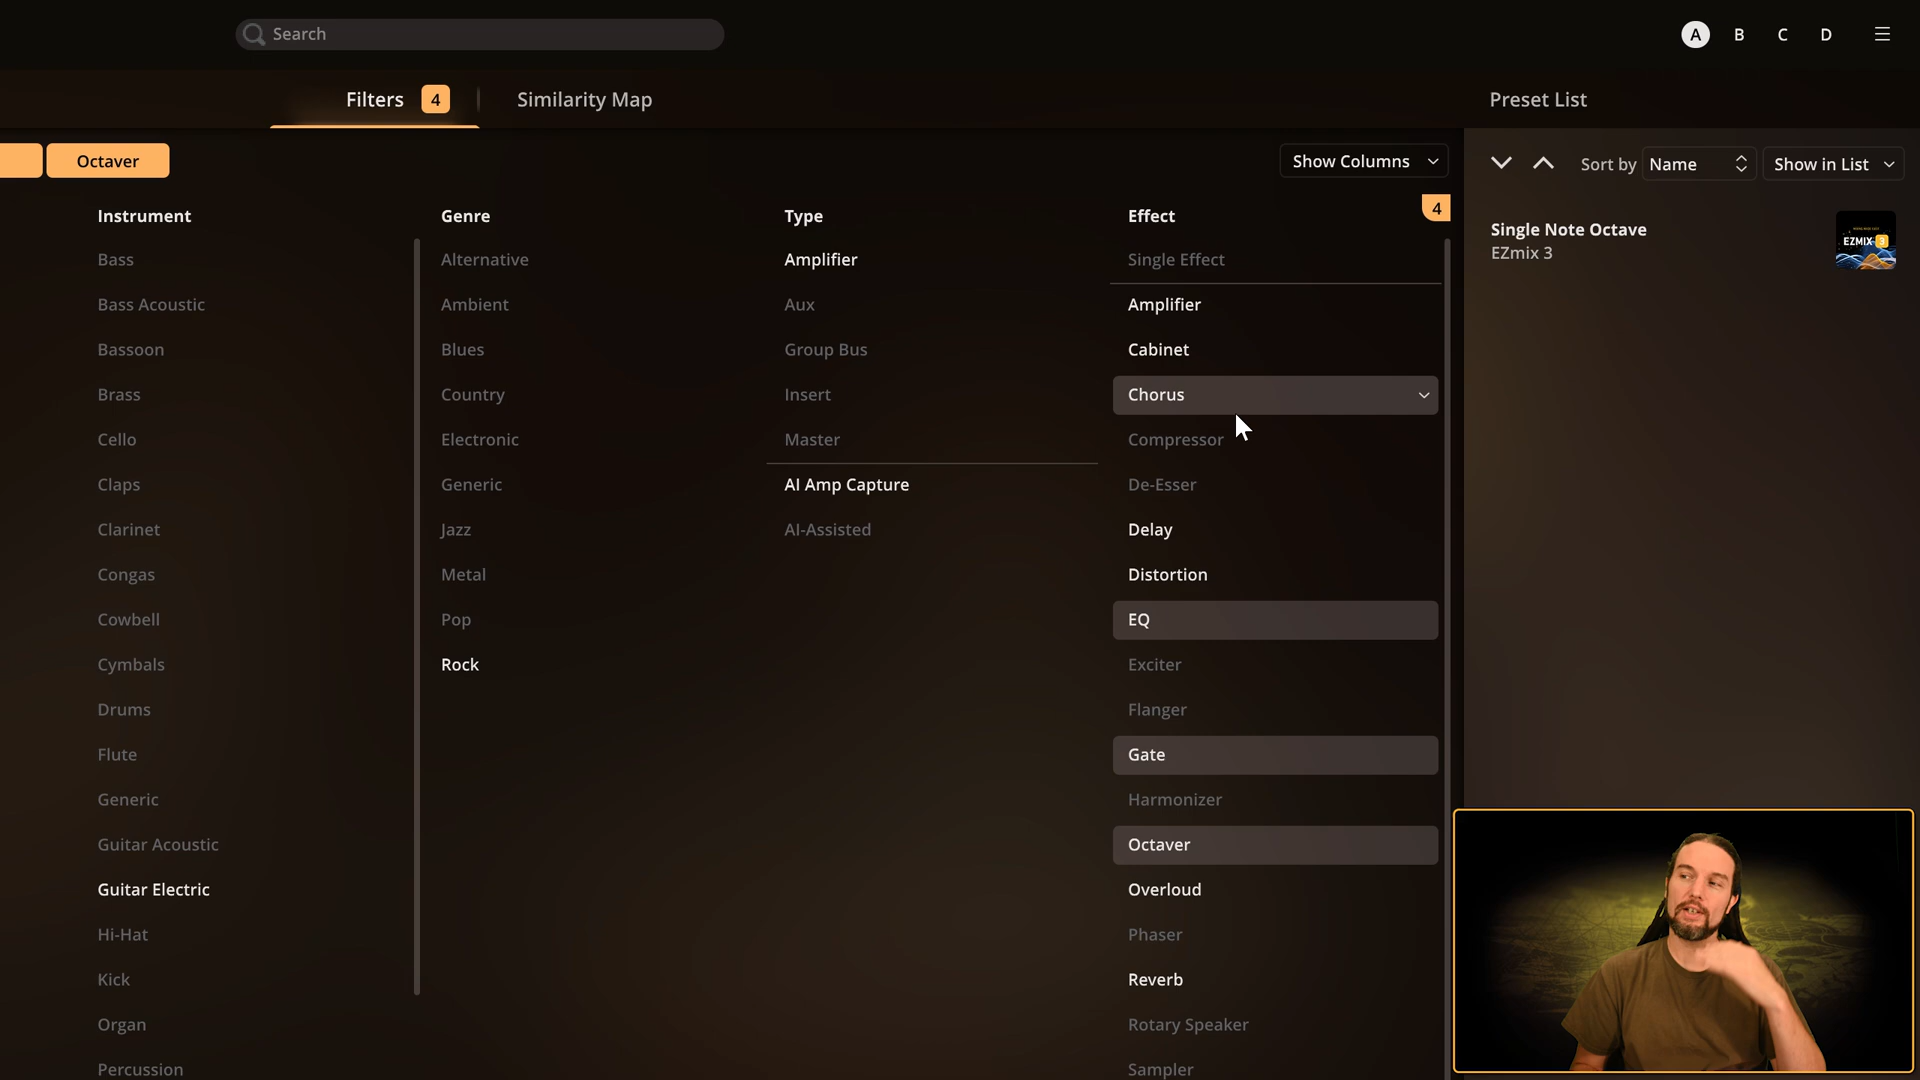 Search
A
B
C
D
Filters 4
Similarity Map
Preset List
Octaver
Show Columns
Sort by Name
Show in List
Instrument
Bass
Bass Acoustic
Bassoon
Brass
Cello
Claps
Clarinet
Congas
Cowbell
Cymbals
Drums
Flute
Generic
Guitar Acoustic
Guitar Electric
Hi-Hat
Kick
Organ
Percussion
Genre
Alternative
Ambient
Blues
Country
Electronic
Generic
Jazz
Metal
Pop
Rock
Type
Amplifier
Aux
Group Bus
Insert
Master
AI Amp Capture
AI-Assisted
Effect
4
Single Effect
Amplifier
Cabinet
Chorus
Compressor
De-Esser
Delay
Distortion
EQ
Exciter
Flanger
Gate
Harmonizer
Octaver
Overloud
Phaser
Reverb
Rotary Speaker
Sampler
Single Note Octave
EZmix 3
EZMIX 3